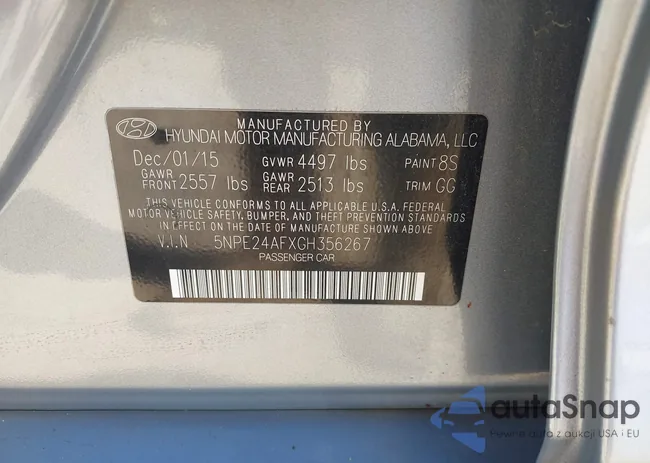 MANUFACTURED BY
HYUNDAI MOTOR MANUFACTURING ALABAMA, LLC
Dec/01/15 GVWR 4497 lbs PAINT 8S
GAWR FRONT 2557 lbs GAWR REAR 2513 lbs TRIM GG
THIS VEHICLE CONFORMS TO ALL APPLICABLE U.S.A. FEDERAL
MOTOR VEHICLE SAFETY, BUMPER, AND THEFT PREVENTION STANDARDS
IN EFFECT ON THE DATE OF MANUFACTURE SHOWN ABOVE
V.I.N 5NPE24AFXGH356267
PASSENGER CAR
autoSnap
Pewne auto z aukcji USA i EU